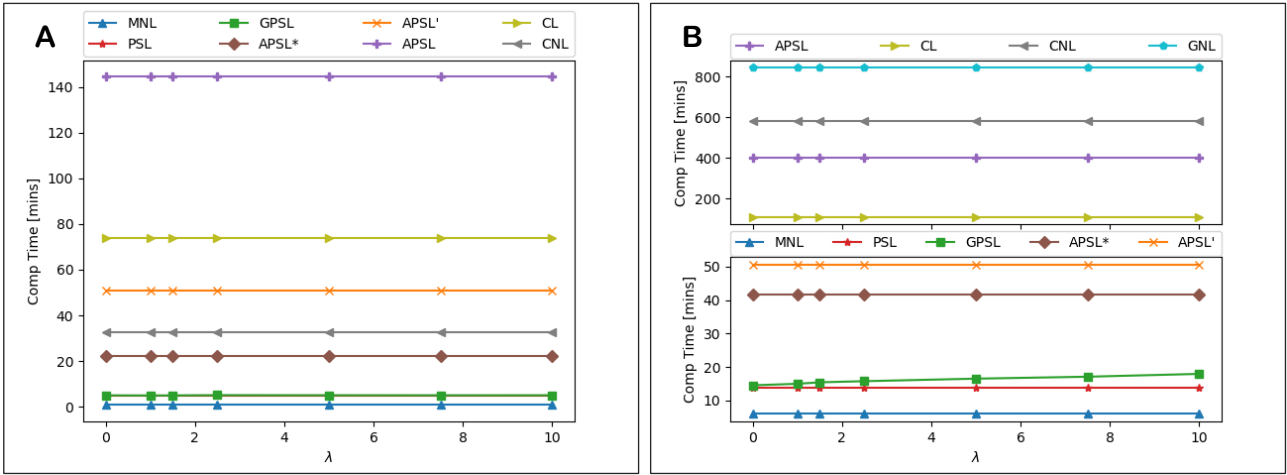 A
MNL GPSL APSL' CL
PSL APSL* APSL CNL
Comp Time [mins]
140
120
100
80
60
40
20
0
0 2 4 6 8 10
λ
B
APSL CL CNL GNL
Comp Time [mins]
800
600
400
200
MNL PSL GPSL APSL* APSL'
Comp Time [mins]
50
40
30
20
10
0 2 4 6 8 10
λ